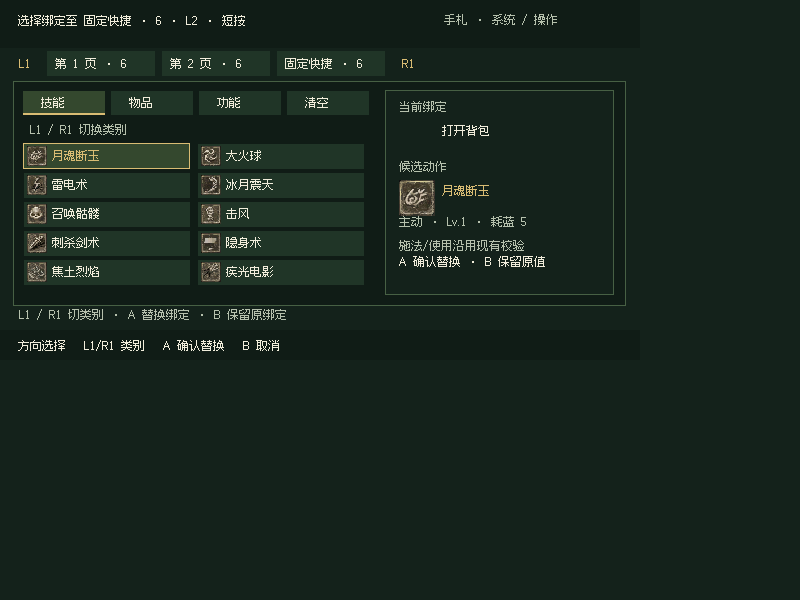 选择绑定至 固定快捷 · 6 · L2 · 短按
手札 · 系统 / 操作
L1 第 1 页 · 6 第 2 页 · 6 固定快捷 · 6 R1
技能 物品 功能 清空
L1 / R1 切换类别
月魂断玉 大火球
雷电术 冰月震天
召唤骷髅 击风
刺杀剑术 隐身术
焦土烈焰 疾光电影
当前绑定
打开背包
候选动作
月魂断玉
主动 · Lv.1 · 耗蓝 5
施法/使用沿用现有校验
A 确认替换 · B 保留原值
L1 / R1 切类别 · A 替换绑定 · B 保留原绑定
方向选择 L1/R1 类别 A 确认替换 B 取消